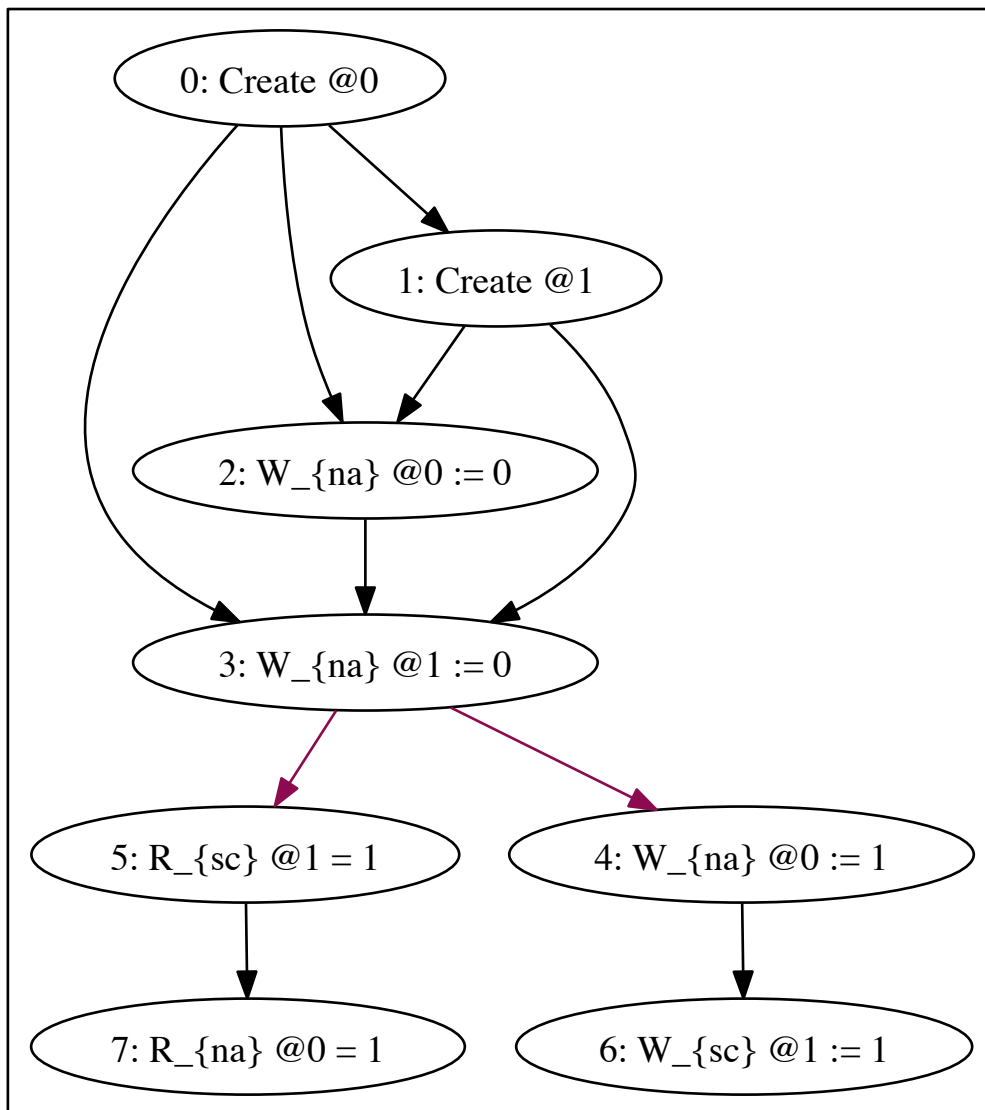 0: Create @0
1: Create @1
2: W_{na} @0 := 0
3: W_{na} @1 := 0
5: R_{sc} @1 = 1
4: W_{na} @0 := 1
7: R_{na} @0 = 1
6: W_{sc} @1 := 1